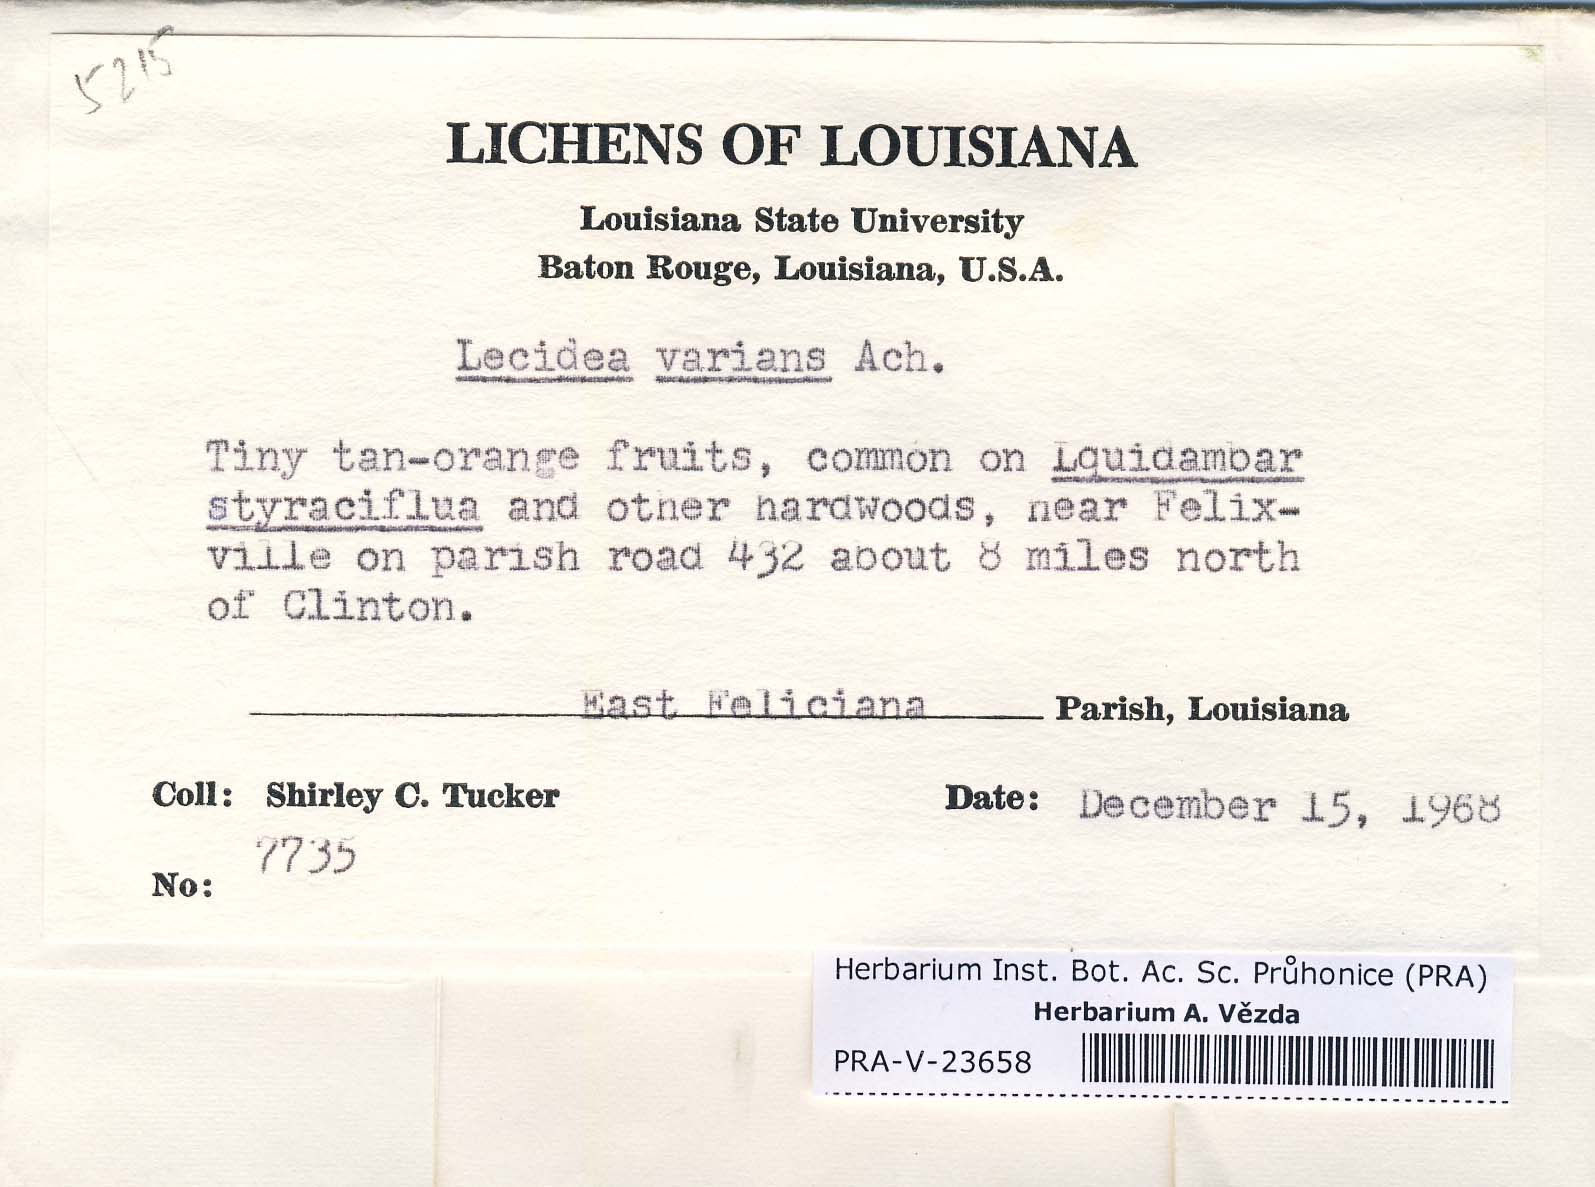 5215
LICHENS OF LOUISIANA
Louisiana State University
Baton Rouge, Louisiana, U.S.A.
Lecidea varians Ach.
Tiny tan-orange fruits, common on Lquidambar
styraciflua and other hardwoods, near Felix-
ville on parish road 432 about 8 miles north
of Clinton.
East Feliciana Parish, Louisiana
Coll: Shirley C. Tucker Date: December 15, 1968
7735
No:
Herbarium Inst. Bot. Ac. Sc. Průhonice (PRA)
Herbarium A. Vězda
PRA-V-23658